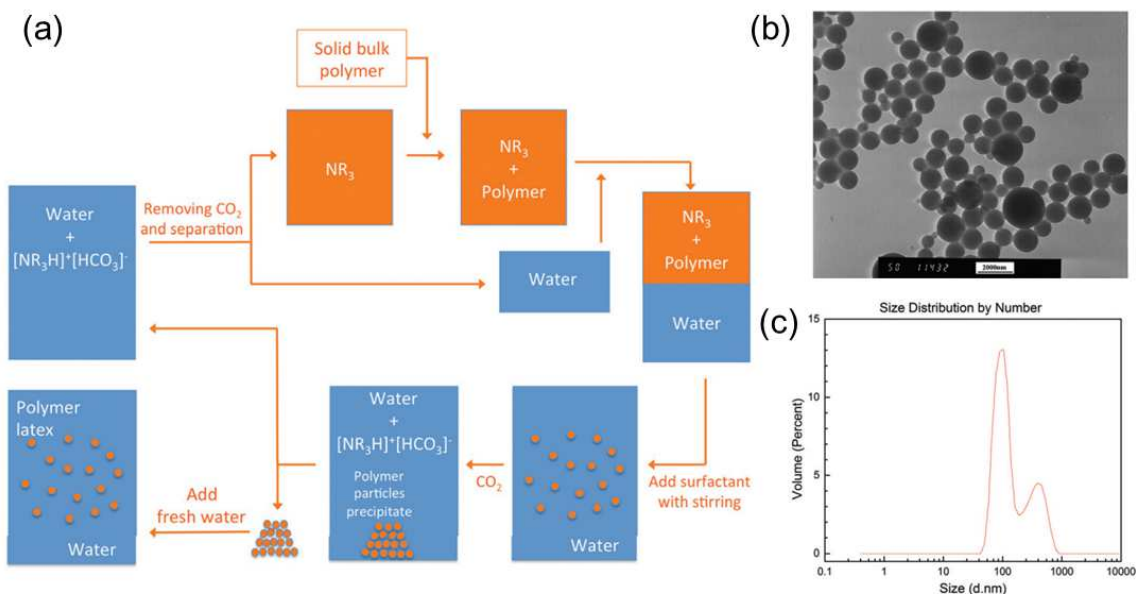 (a)
Solid bulk
polymer
NR₃
NR₃
+
Polymer
Water
+
[NR₃H]⁺[HCO₃]⁻
Removing CO₂
and separation
Water
NR₃
+
Polymer
Water
Polymer
latex
Water
Add
fresh water
Water
+
[NR₃H]⁺[HCO₃]⁻
Polymer
particles
precipitate
CO₂
Water
Add surfactant
with stirring
(b)
50 11432
2000nm
(c)
Size Distribution by Number
Volume (Percent)
15
10
5
0
0.1
1
10
100
1000
10000
Size (d.nm)